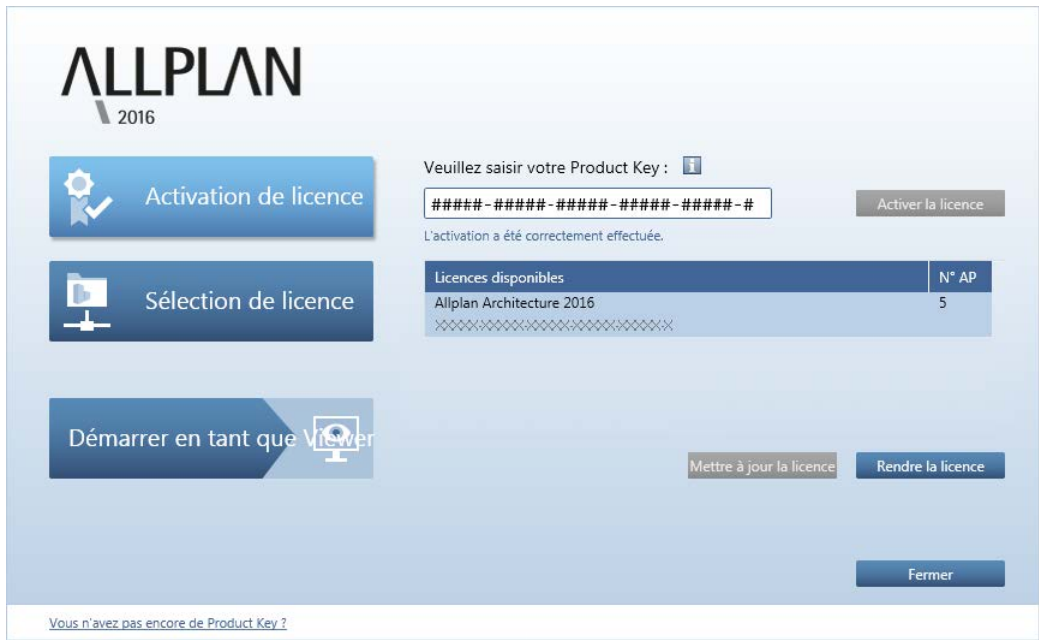 ALLPLAN
2016
Activation de licence
Sélection de licence
Démarrer en tant que Viewer
Veuillez saisir votre Product Key :
#####-#####-#####-#####-#####-#
Activer la licence
L'activation a été correctement effectuée.
Licences disponibles N° AP
Allplan Architecture 2016 5
XXXXX-XXXXX-XXXXX-XXXXX-XXXXX-X
Mettre à jour la licence
Rendre la licence
Fermer
Vous n'avez pas encore de Product Key ?